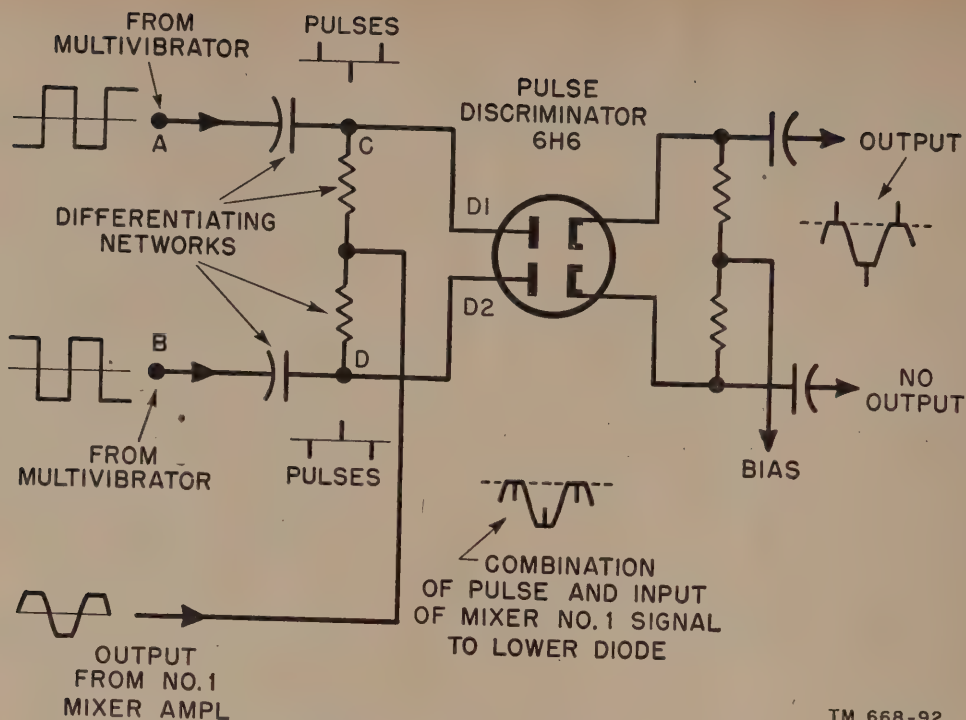 FROM
MULTIVIBRATOR
PULSES
A
C
DIFFERENTIATING
NETWORKS
PULSE
DISCRIMINATOR
6H6
D1
D2
OUTPUT
B
D
FROM
MULTIVIBRATOR
PULSES
NO
OUTPUT
BIAS
COMBINATION
OF PULSE AND INPUT
OF MIXER NO.1 SIGNAL
TO LOWER DIODE
OUTPUT
FROM NO.1
MIXER AMPL
TM 668-92